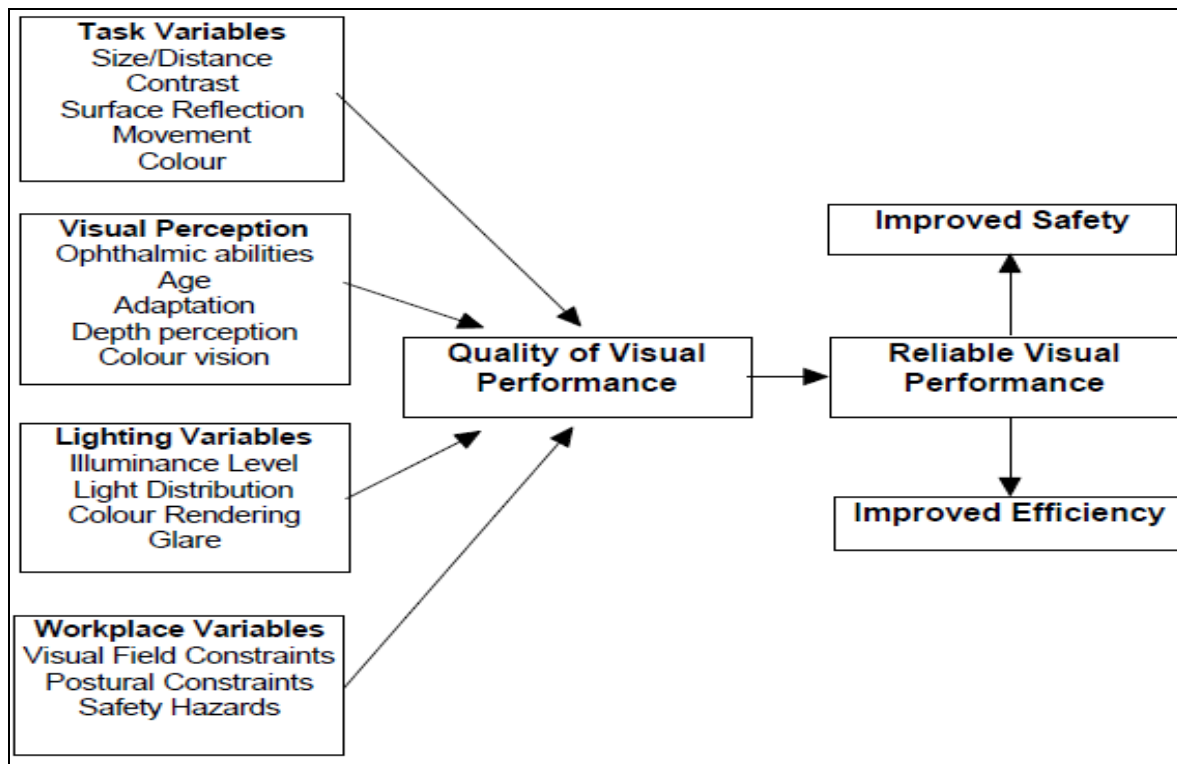 Task Variables
Size/Distance
Contrast
Surface Reflection
Movement
Colour
Visual Perception
Ophthalmic abilities
Age
Adaptation
Depth perception
Colour vision
Lighting Variables
Illuminance Level
Light Distribution
Colour Rendering
Glare
Workplace Variables
Visual Field Constraints
Postural Constraints
Safety Hazards
Quality of Visual
Performance
Improved Safety
Reliable Visual
Performance
Improved Efficiency